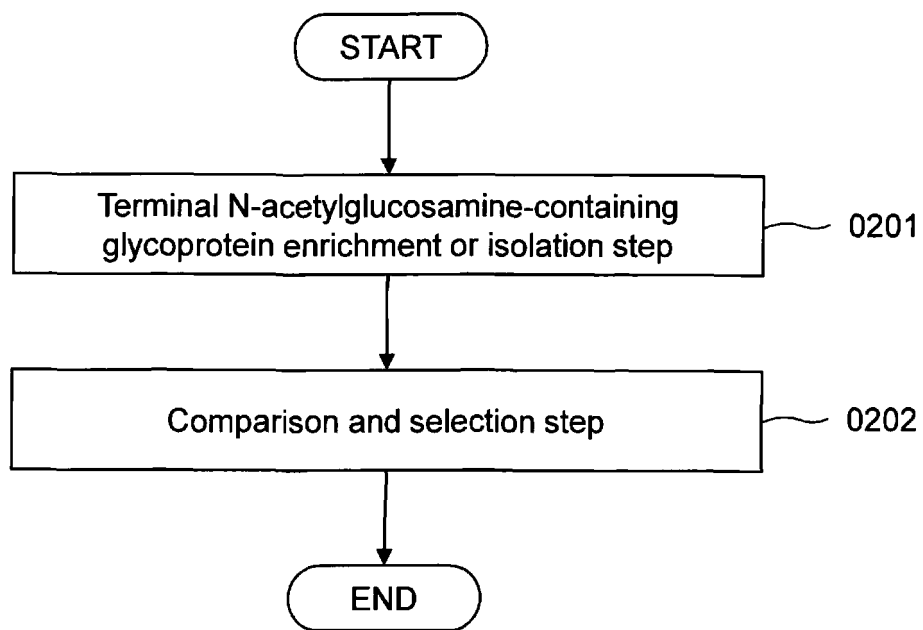 START
Terminal N-acetylglucosamine-containing
glycoprotein enrichment or isolation step
0201
Comparison and selection step
0202
END